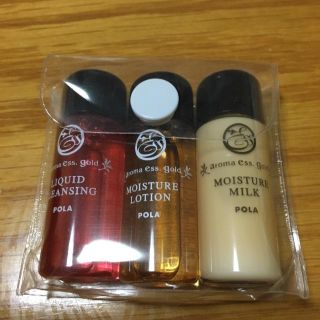 aroma ess. gold
LIQUID
CLEANSING
POLA
aroma ess. gold
MOISTURE
LOTION
POLA
aroma ess. gold
MOISTURE
MILK
POLA